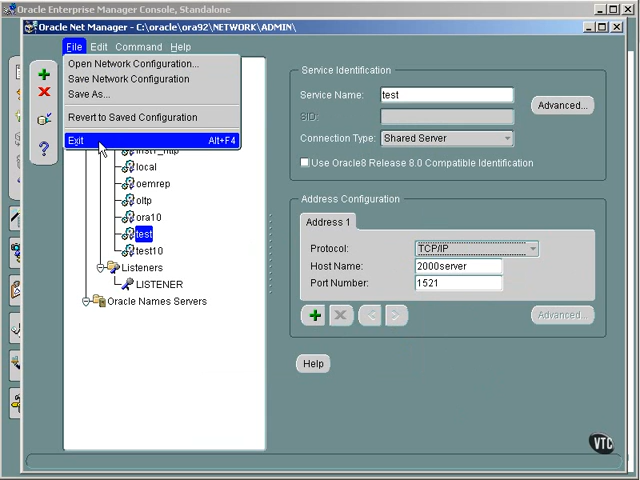 Oracle Enterprise Manager Console, Standalone
Oracle Net Manager - C:\oracle\ora92\NETWORK\ADMIN\
File Edit Command Help
Open Network Configuration...
Save Network Configuration
Save As...
Revert to Saved Configuration
Exit Alt+F4
inst1_http
local
oemrep
oltp
ora10
test
test10
Listeners
LISTENER
Oracle Names Servers
Service Identification
Service Name: test
Advanced...
SID:
Connection Type: Shared Server
Use Oracle8 Release 8.0 Compatible Identification
Address Configuration
Address 1
Protocol: TCP/IP
Host Name: 2000server
Port Number: 1521
Advanced...
Help
VTC